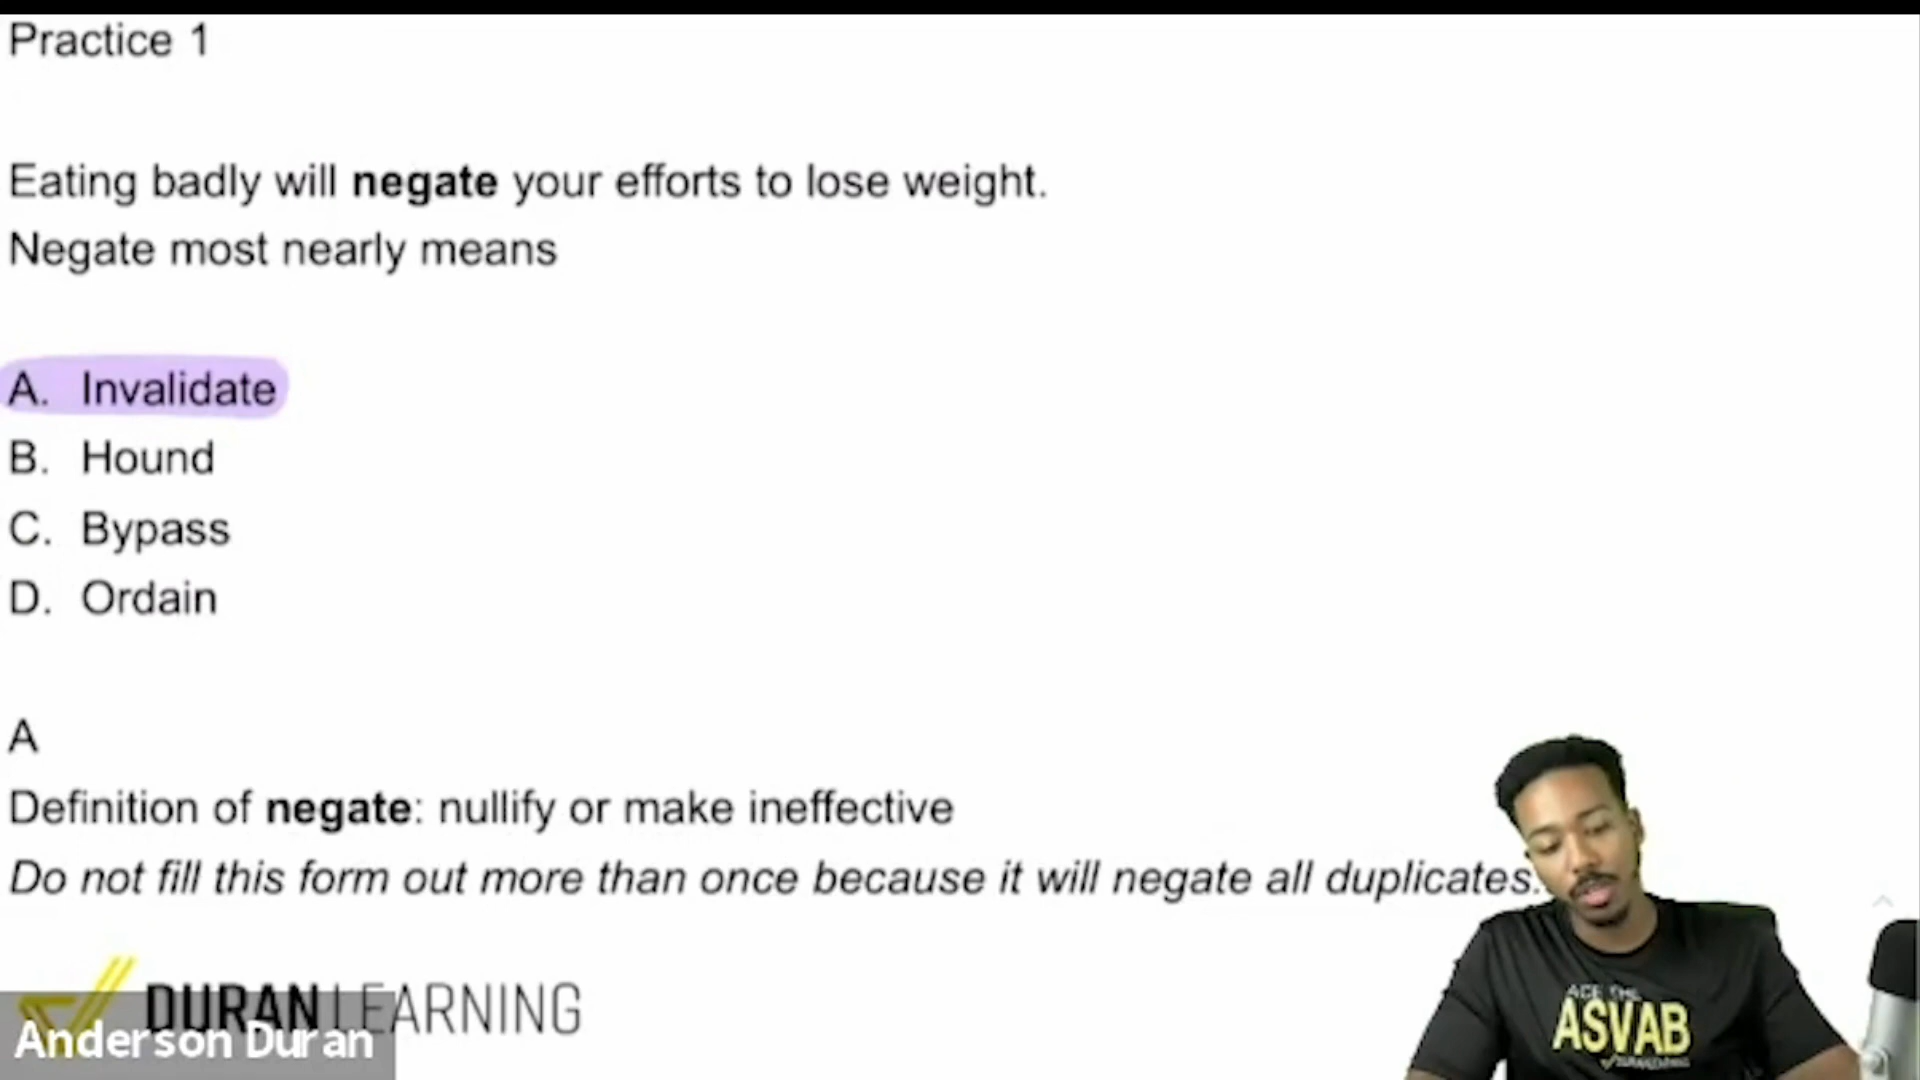 Practice 1
Eating badly will negate your efforts to lose weight.
Negate most nearly means
A. Invalidate
B. Hound
C. Bypass
D. Ordain
A
Definition of negate: nullify or make ineffective
Do not fill this form out more than once because it will negate all duplicates.
DURAN LEARNING
Anderson Duran
ACE THE
ASVAB